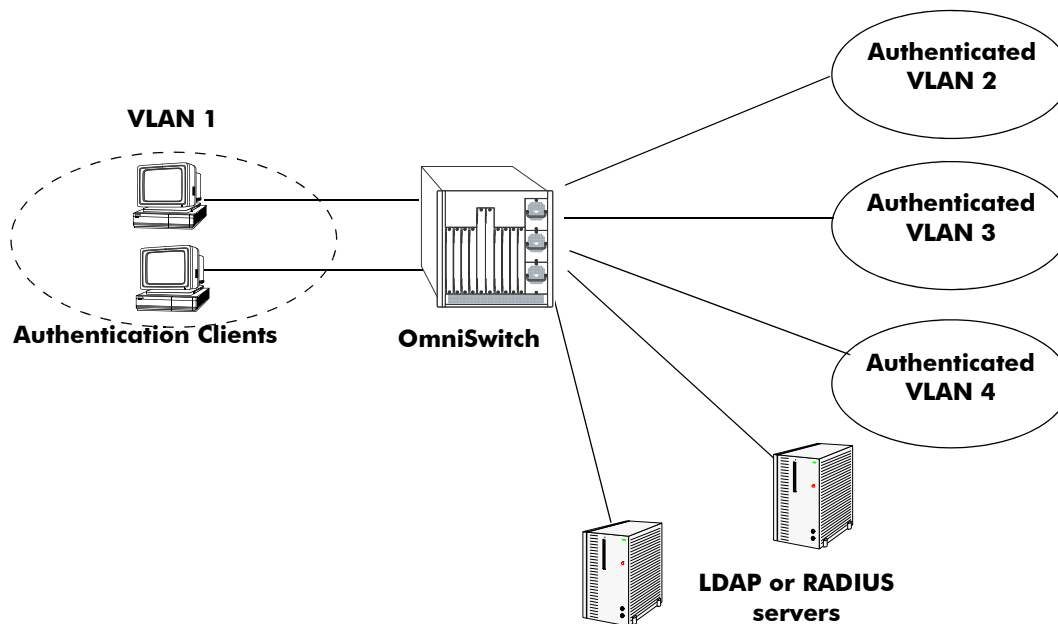 Authenticated
VLAN 2
VLAN 1
Authenticated
VLAN 3
Authentication Clients
OmniSwitch
Authenticated
VLAN 4
LDAP or RADIUS
servers